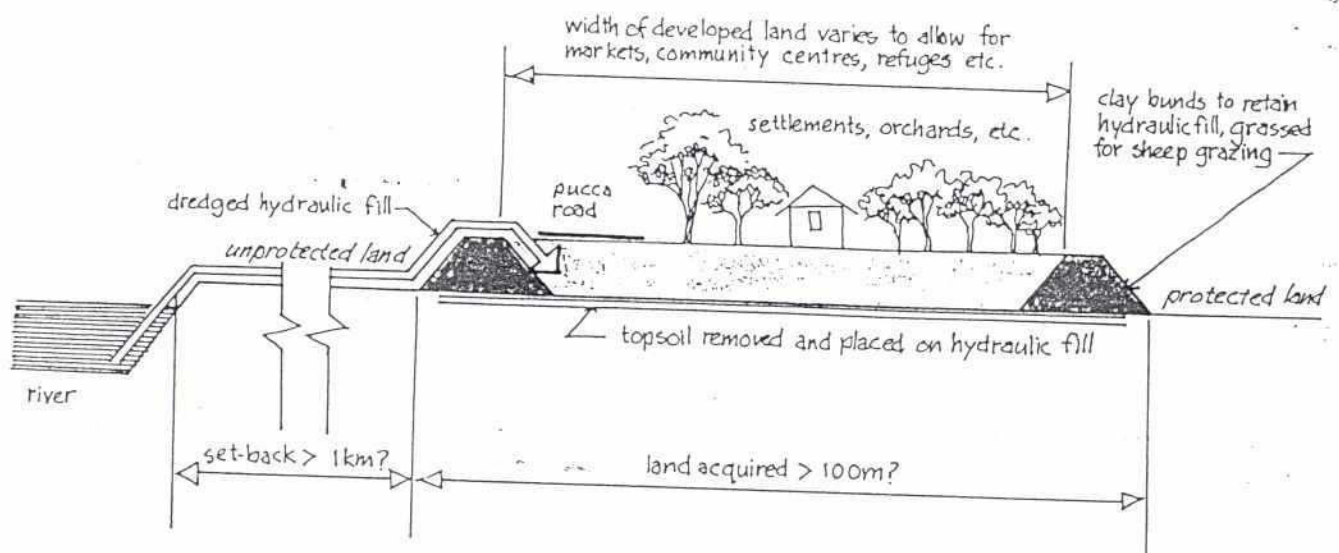 width of developed land varies to allow for
markets, community centres, refuges etc.
clay bunds to retain
hydraulic fill, grassed
for sheep grazing
settlements, orchards, etc.
pucca
road
dredged hydraulic fill
unprotected land
protected land
topsoil removed and placed on hydraulic fill
river
set-back > 1km?
land acquired > 100m?